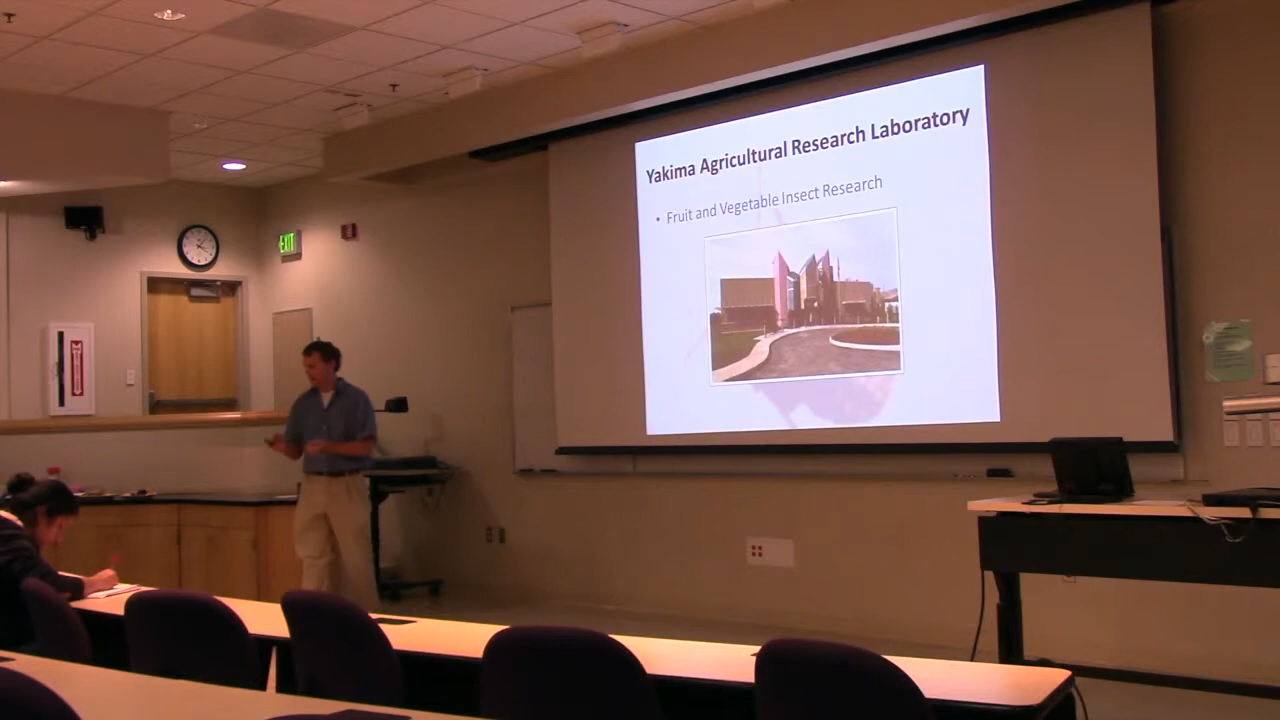 Yakima Agricultural Research Laboratory
• Fruit and Vegetable Insect Research
EXIT